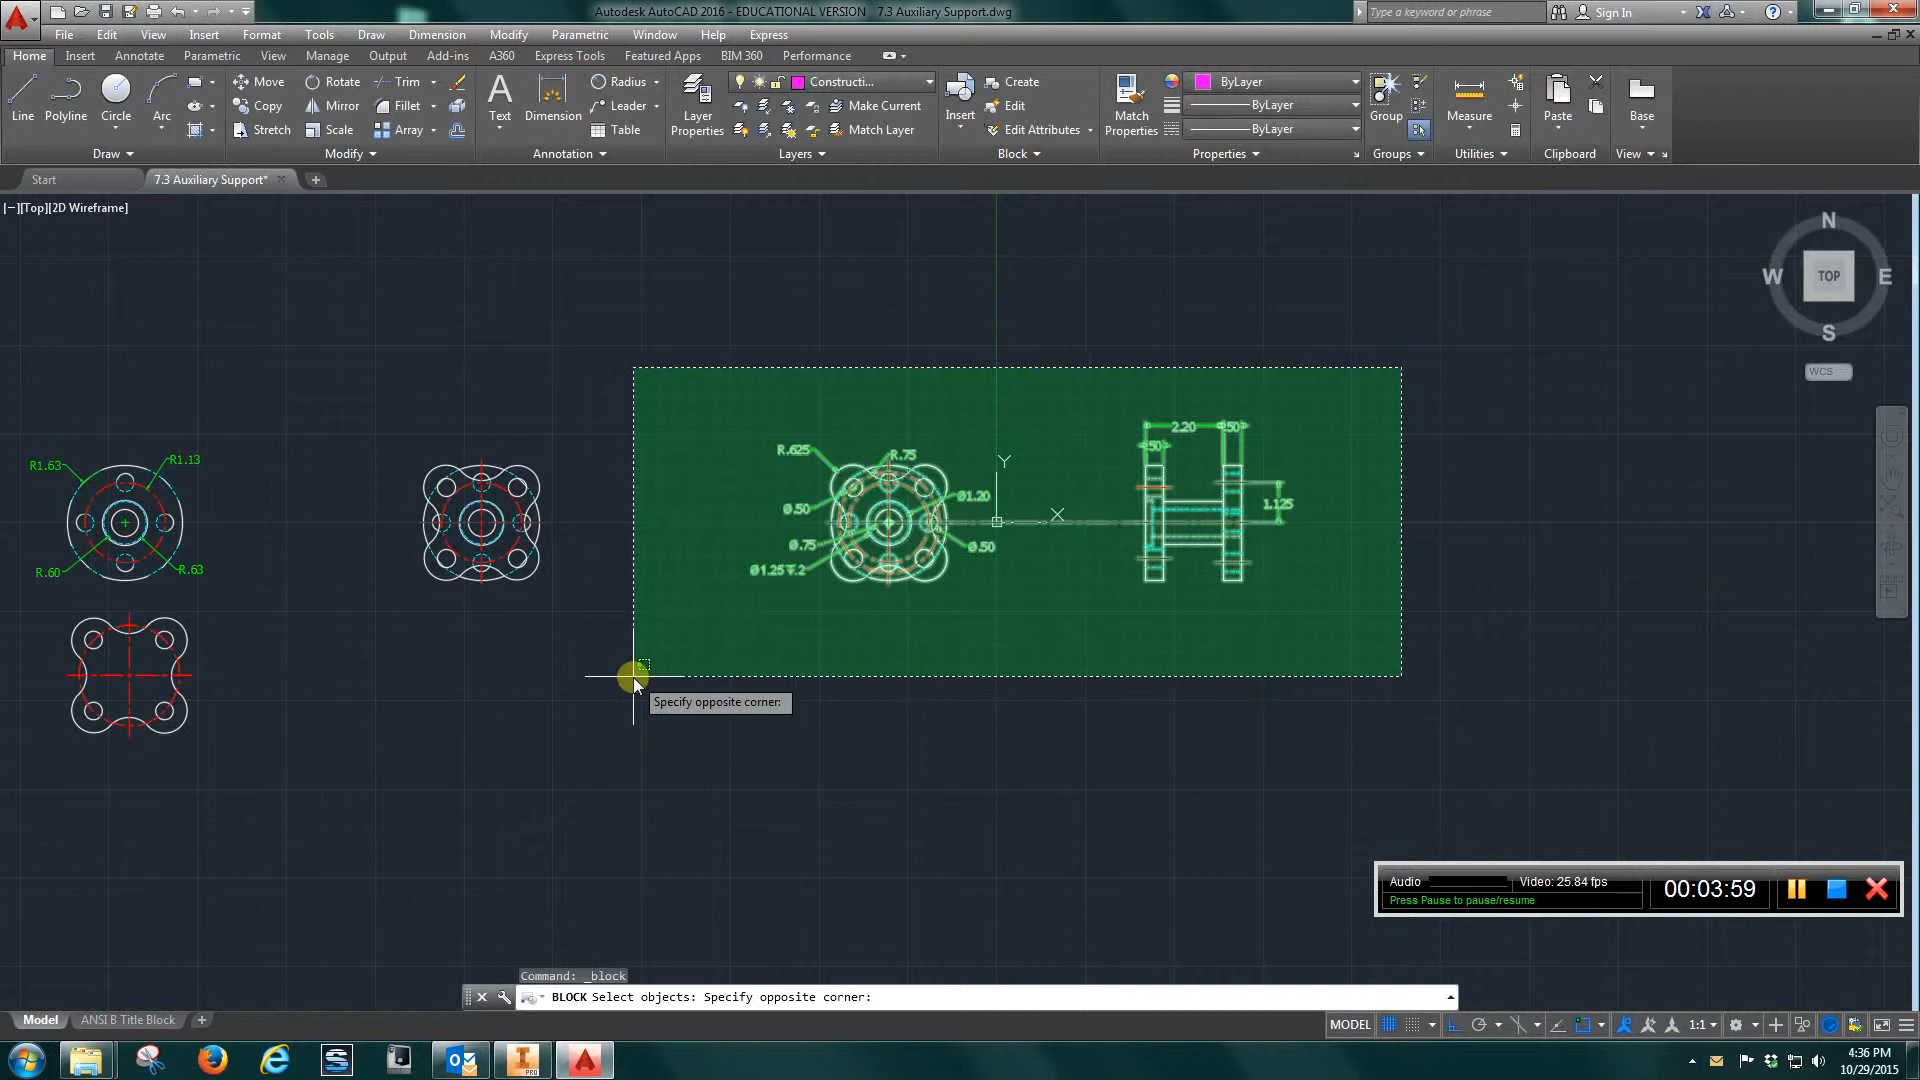 Autodesk AutoCAD 2016 - EDUCATIONAL VERSION 7.3 Auxiliary Support.dwg
Type a keyword or phrase
Sign In
File Edit View Insert Format Tools Draw Dimension Modify Parametric Window Help Express
Home Insert Annotate Parametric View Manage Output Add-ins A360 Express Tools Featured Apps BIM 360 Performance
Line Polyline Circle Arc
Move Rotate Trim
Copy Mirror Fillet
Stretch Scale Array
Text Dimension
Radius
Leader
Table
Layer Properties
Constructi...
Make Current
Match Layer
Insert
Create
Edit
Edit Attributes
Match Properties
ByLayer
ByLayer
ByLayer
Group
Measure
Paste
Base
Draw Modify Annotation Layers Block Properties Groups Utilities Clipboard View
Start 7.3 Auxiliary Support*
[−][Top][2D Wireframe]
N
W TOP E
S
WCS
R1.63
R1.13
R.60
R.63
R.625
R.75
Ø.50
Ø1.20
Ø.75
Ø.50
Ø1.25↧.2
Y
X
2.20
.50
.50
1.125
Specify opposite corner:
Audio
Video: 25.84 fps
Press Pause to pause/resume
00:03:59
Command: _block
BLOCK Select objects: Specify opposite corner:
Model ANSI B Title Block
MODEL
1:1
PRO
4:36 PM
10/29/2015